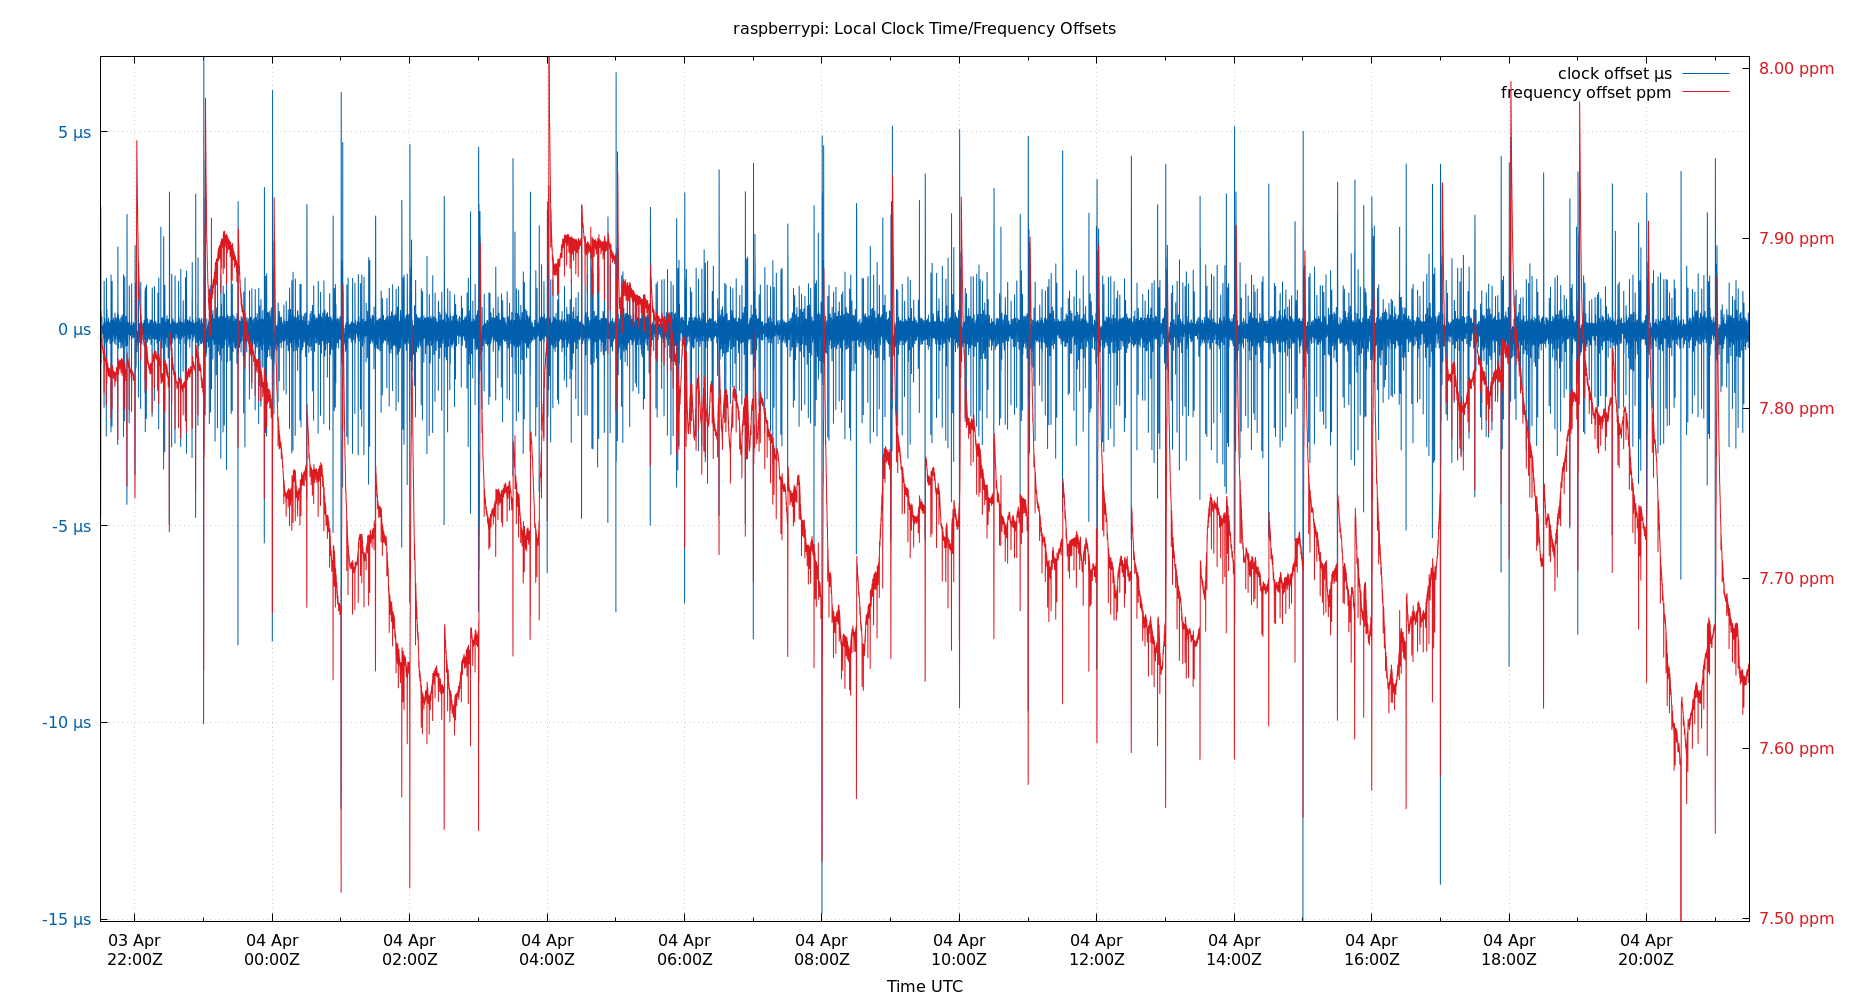 raspberrypi: Local Clock Time/Frequency Offsets
clock offset µs
frequency offset ppm
5 µs
0 µs
-5 µs
-10 µs
-15 µs
8.00 ppm
7.90 ppm
7.80 ppm
7.70 ppm
7.60 ppm
7.50 ppm
03 Apr 04 Apr 04 Apr 04 Apr 04 Apr 04 Apr 04 Apr 04 Apr 04 Apr 04 Apr 04 Apr 04 Apr
22:00Z 00:00Z 02:00Z 04:00Z 06:00Z 08:00Z 10:00Z 12:00Z 14:00Z 16:00Z 18:00Z 20:00Z
Time UTC